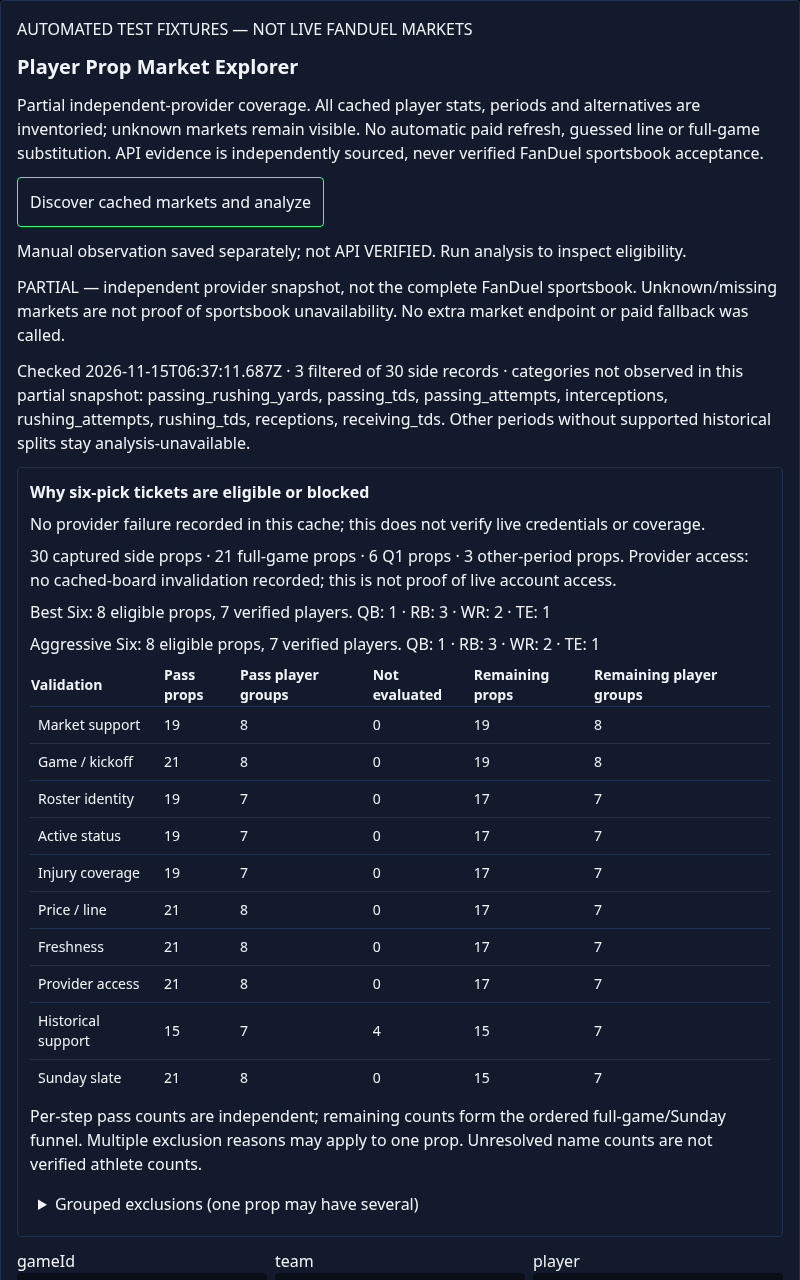 AUTOMATED TEST FIXTURES — NOT LIVE FANDUEL MARKETS
Player Prop Market Explorer
Partial independent-provider coverage. All cached player stats, periods and alternatives are
inventoried; unknown markets remain visible. No automatic paid refresh, guessed line or full-game
substitution. API evidence is independently sourced, never verified FanDuel sportsbook acceptance.
Discover cached markets and analyze
Manual observation saved separately; not API VERIFIED. Run analysis to inspect eligibility.
PARTIAL — independent provider snapshot, not the complete FanDuel sportsbook. Unknown/missing
markets are not proof of sportsbook unavailability. No extra market endpoint or paid fallback was
called.
Checked 2026-11-15T06:37:11.687Z · 3 filtered of 30 side records · categories not observed in this
partial snapshot: passing_rushing_yards, passing_tds, passing_attempts, interceptions,
rushing_attempts, rushing_tds, receptions, receiving_tds. Other periods without supported historical
splits stay analysis-unavailable.
Why six-pick tickets are eligible or blocked
No provider failure recorded in this cache; this does not verify live credentials or coverage.
30 captured side props · 21 full-game props · 6 Q1 props · 3 other-period props. Provider access:
no cached-board invalidation recorded; this is not proof of live account access.
Best Six: 8 eligible props, 7 verified players. QB: 1 · RB: 3 · WR: 2 · TE: 1
Aggressive Six: 8 eligible props, 7 verified players. QB: 1 · RB: 3 · WR: 2 · TE: 1
Validation Pass props Pass player groups Not evaluated Remaining props Remaining player groups
Market support 19 8 0 19 8
Game / kickoff 21 8 0 19 8
Roster identity 19 7 0 17 7
Active status 19 7 0 17 7
Injury coverage 19 7 0 17 7
Price / line 21 8 0 17 7
Freshness 21 8 0 17 7
Provider access 21 8 0 17 7
Historical support 15 7 4 15 7
Sunday slate 21 8 0 15 7
Per-step pass counts are independent; remaining counts form the ordered full-game/Sunday
funnel. Multiple exclusion reasons may apply to one prop. Unresolved name counts are not
verified athlete counts.
▶ Grouped exclusions (one prop may have several)
gameId team player